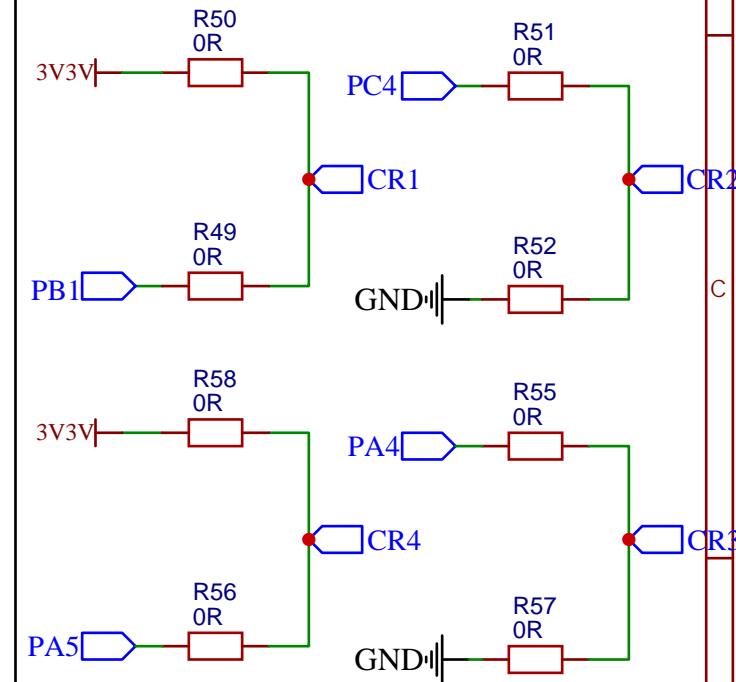 R50
0R
3V3V
CR1
R49
0R
PB1
R51
0R
PC4
CR2
R52
0R
GND
C
R58
0R
3V3V
CR4
R56
0R
PA5
R55
0R
PA4
CR3
R57
0R
GND